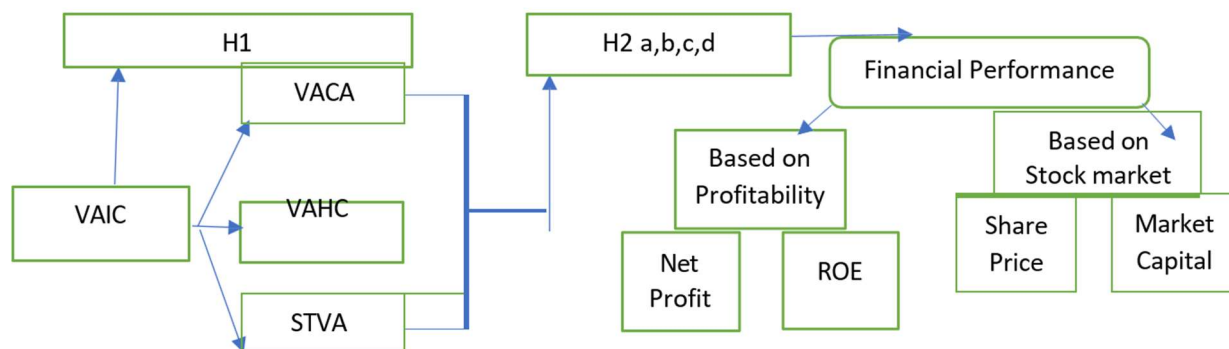 H1
H2 a,b,c,d
Financial Performance
VACA
VAIC
VAHC
STVA
Based on
Profitability
Based on
Stock market
Net
Profit
ROE
Share
Price
Market
Capital